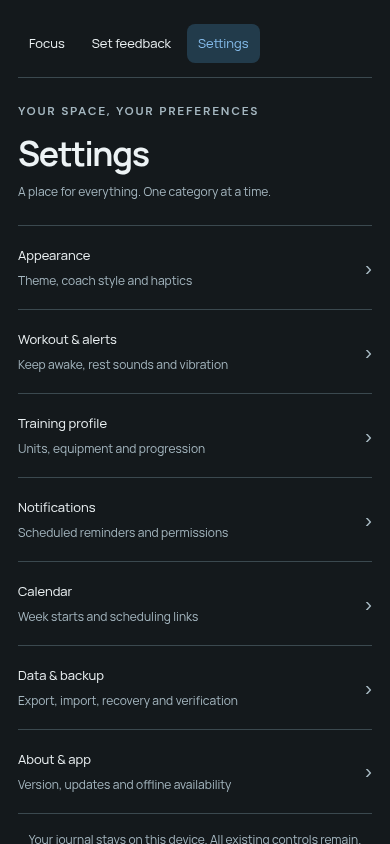 Focus Set feedback Settings
YOUR SPACE, YOUR PREFERENCES
Settings
A place for everything. One category at a time.
Appearance
Theme, coach style and haptics
Workout & alerts
Keep awake, rest sounds and vibration
Training profile
Units, equipment and progression
Notifications
Scheduled reminders and permissions
Calendar
Week starts and scheduling links
Data & backup
Export, import, recovery and verification
About & app
Version, updates and offline availability
Your journal stays on this device. All existing controls remain.